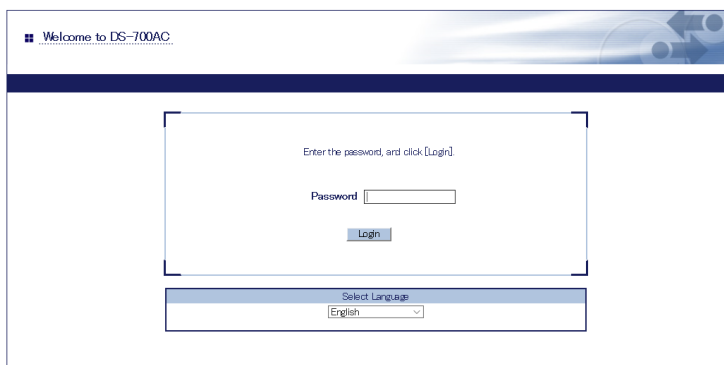 Welcome to DS-700AC
Enter the password, and click [Login].
Password
Login
Select Language
English